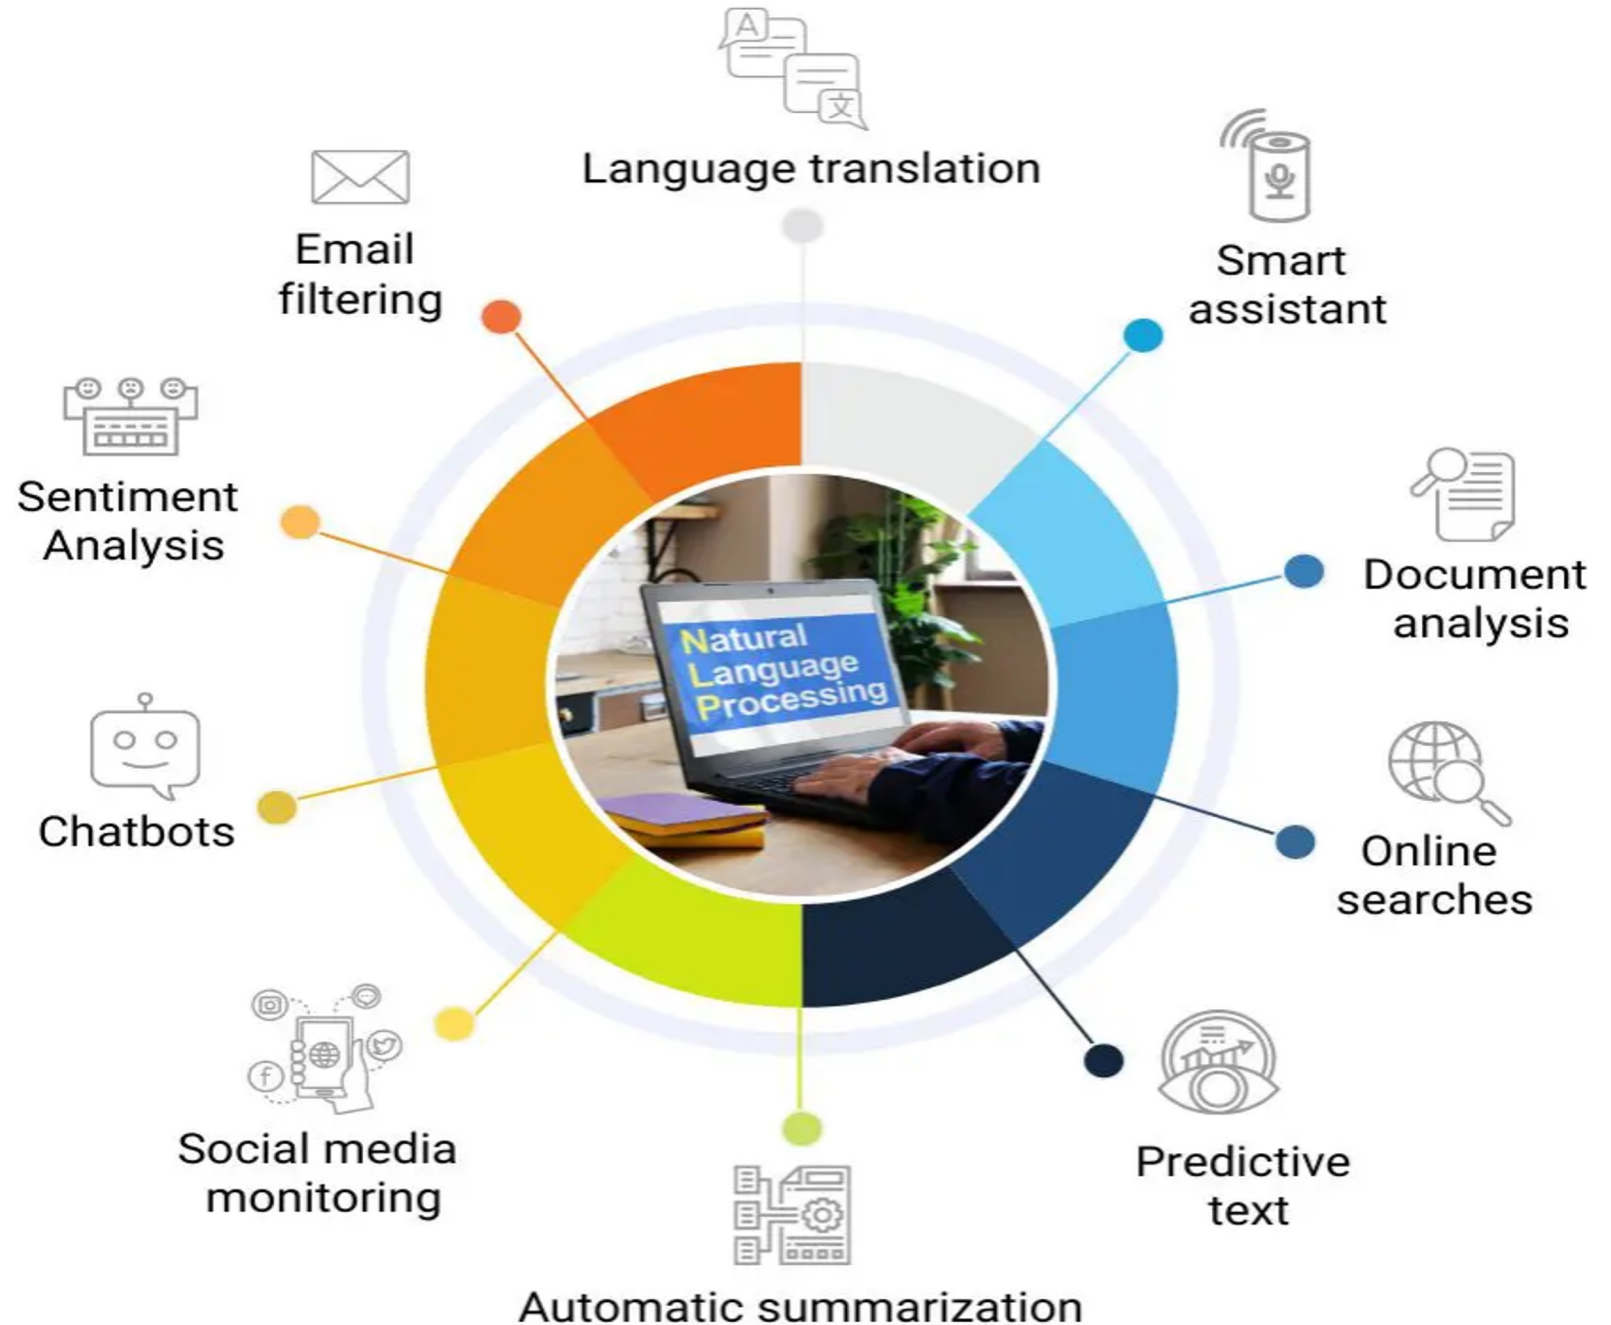 A
文
Language translation
Smart
assistant
Document
analysis
Online
searches
Predictive
text
Automatic summarization
Social media
monitoring
f
Chatbots
Sentiment
Analysis
Email
filtering
Natural
Language
Processing